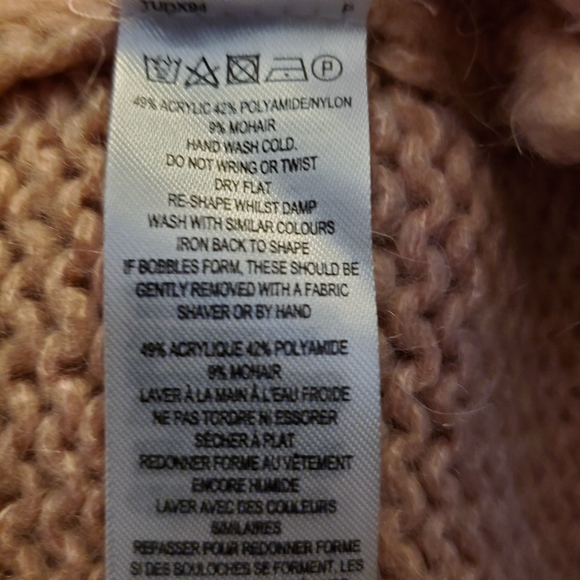 49% ACRYLIC 42% POLYAMIDE/NYLON
9% MOHAIR
HAND WASH COLD.
DO NOT WRING OR TWIST
DRY FLAT
RE-SHAPE WHILST DAMP
WASH WITH SIMILAR COLOURS
IRON BACK TO SHAPE
IF BOBBLES FORM, THESE SHOULD BE
GENTLY REMOVED WITH A FABRIC
SHAVER OR BY HAND
49% ACRYLIQUE 42% POLYAMIDE
9% MOHAIR
LAVER À LA MAIN À L'EAU FROIDE
NE PAS TORDRE NI ESSORER
SÉCHER À PLAT
REDONNER FORME AU VÊTEMENT
ENCORE HUMIDE
LAVER AVEC DES COULEURS
SIMILAIRES
REPASSER POUR REDONNER FORME
SI DES BOULOCHES SE FORMENT, LES